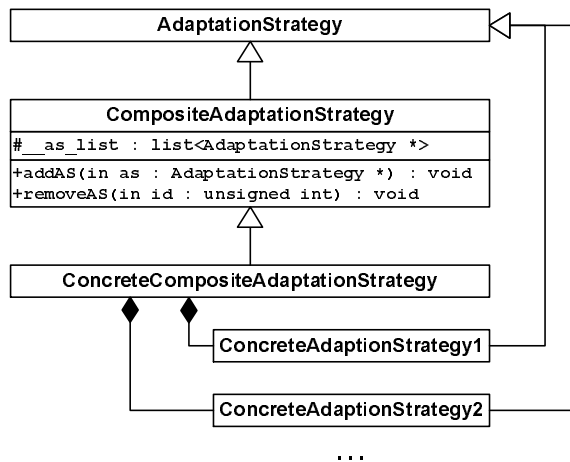 AdaptationStrategy
CompositeAdaptationStrategy
#__as_list : list<AdaptationStrategy *>
+addAS(in as : AdaptationStrategy *) : void
+removeAS(in id : unsigned int) : void
ConcreteCompositeAdaptationStrategy
ConcreteAdaptionStrategy1
ConcreteAdaptionStrategy2
...